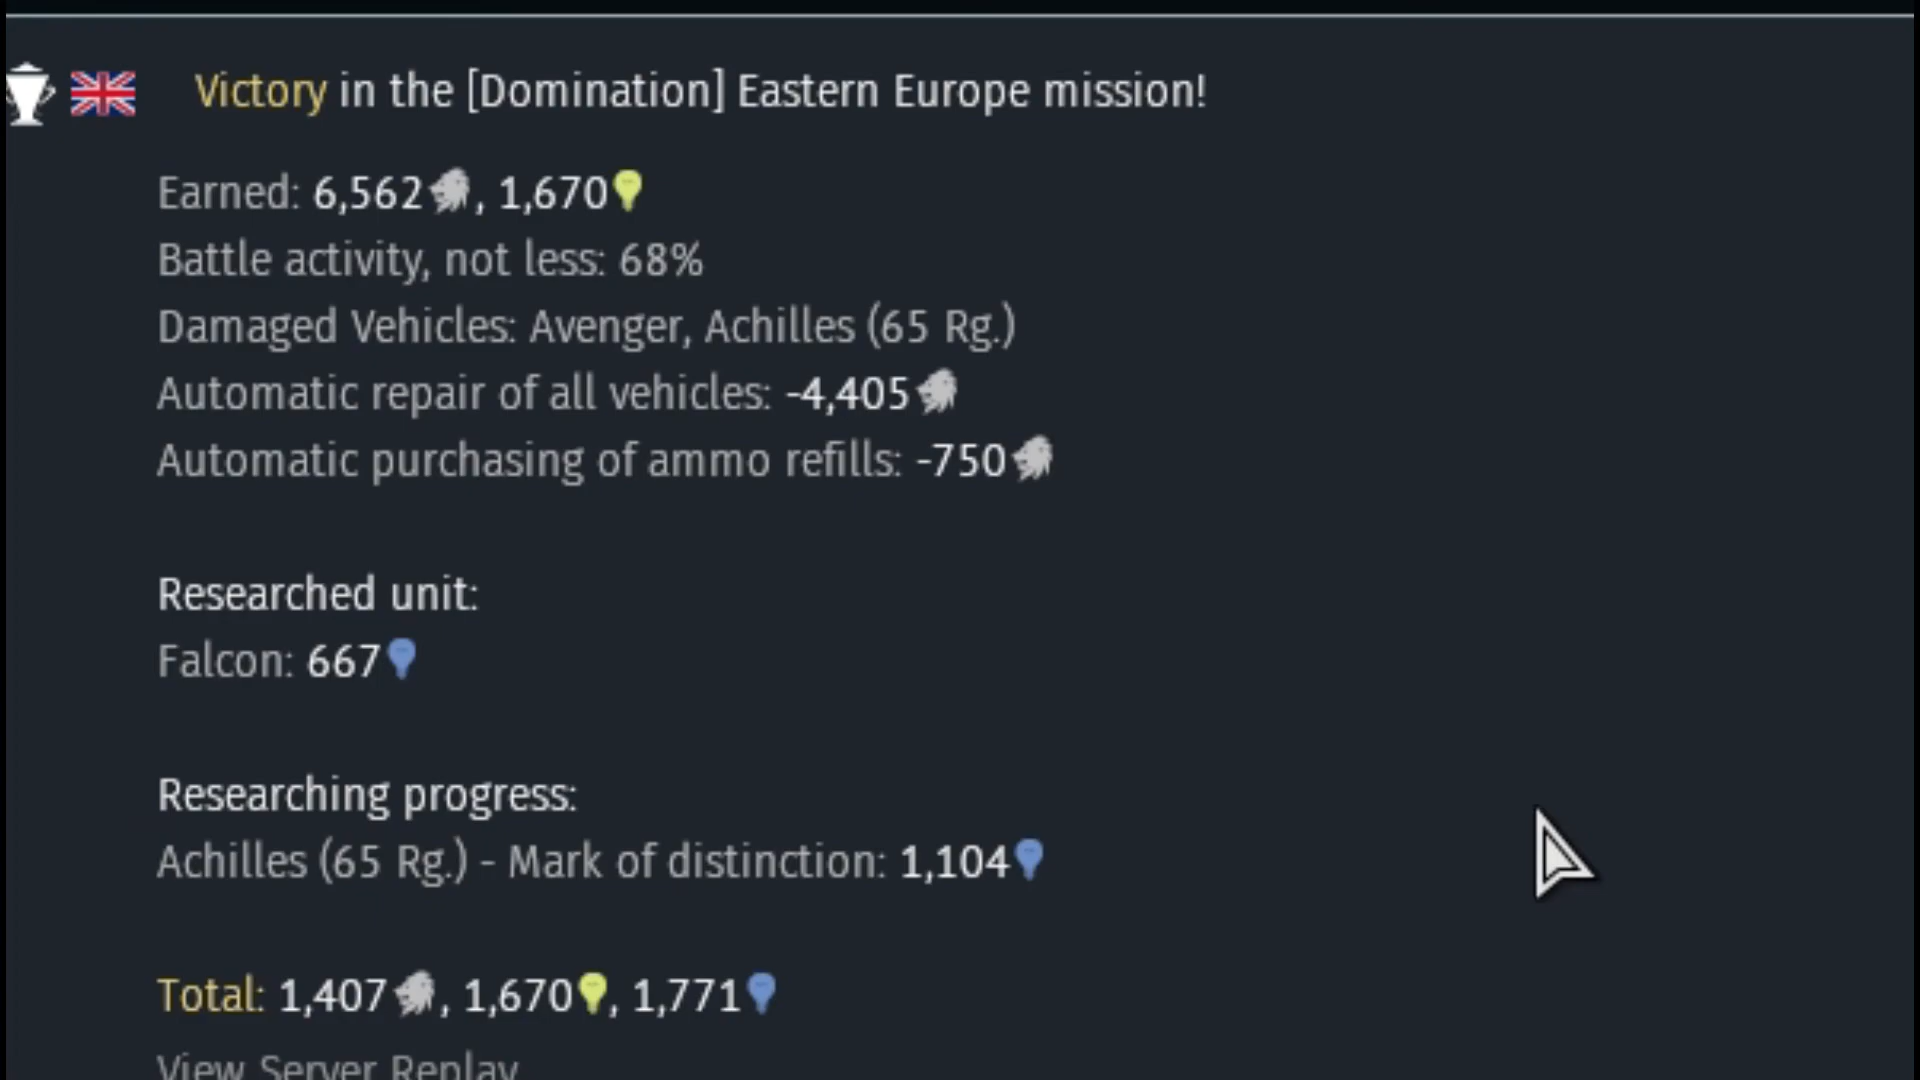 Victory in the [Domination] Eastern Europe mission!
Earned: 6,562, 1,670
Battle activity, not less: 68%
Damaged Vehicles: Avenger, Achilles (65 Rg.)
Automatic repair of all vehicles: -4,405
Automatic purchasing of ammo refills: -750
Researched unit:
Falcon: 667
Researching progress:
Achilles (65 Rg.) - Mark of distinction: 1,104
Total: 1,407, 1,670, 1,771
View Server Replay